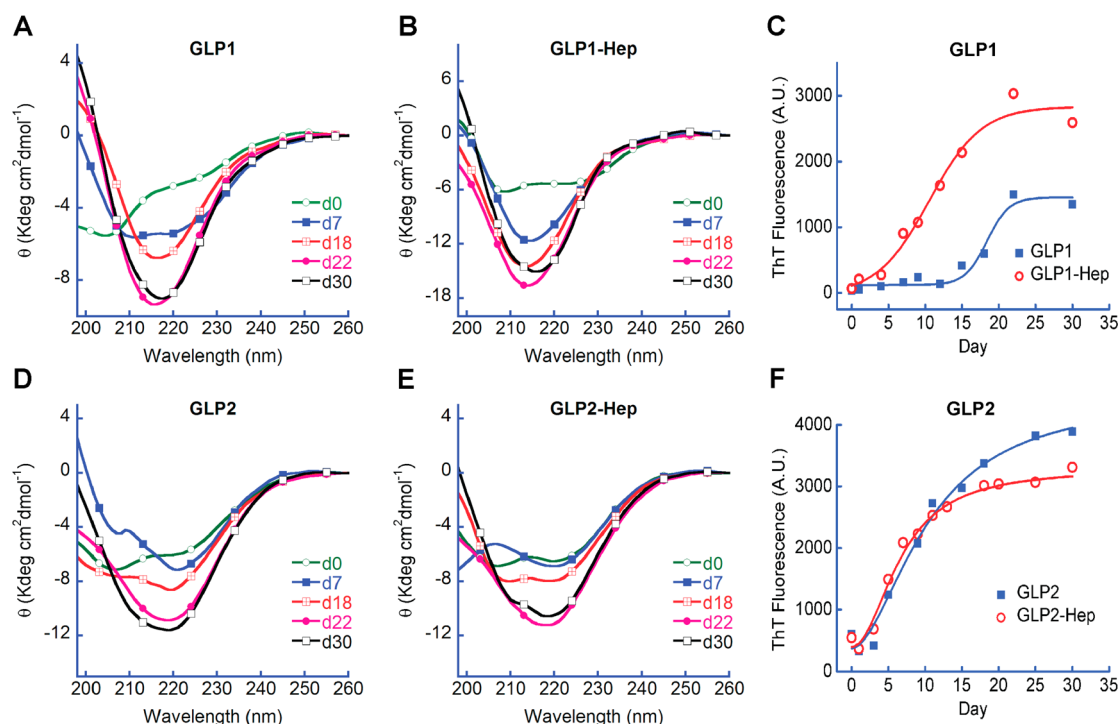 A
GLP1
4
0
-4
-8
θ (Kdeg cm²dmol⁻¹)
d0
d7
d18
d22
d30
200 210 220 230 240 250 260
Wavelength (nm)
B
GLP1-Hep
6
0
-6
-12
-18
θ (Kdeg cm²dmol⁻¹)
d0
d7
d18
d22
d30
200 210 220 230 240 250 260
Wavelength (nm)
C
GLP1
3000
2000
1000
0
ThT Fluorescence (A.U.)
GLP1
GLP1-Hep
0 5 10 15 20 25 30 35
Day
D
GLP2
4
0
-4
-8
-12
θ (Kdeg cm²dmol⁻¹)
d0
d7
d18
d22
d30
200 210 220 230 240 250 260
Wavelength (nm)
E
GLP2-Hep
4
0
-4
-8
-12
θ (Kdeg cm²dmol⁻¹)
d0
d7
d18
d22
d30
200 210 220 230 240 250 260
Wavelength (nm)
F
GLP2
4000
3000
2000
1000
0
ThT Fluorescence (A.U.)
GLP2
GLP2-Hep
0 5 10 15 20 25 30 35
Day